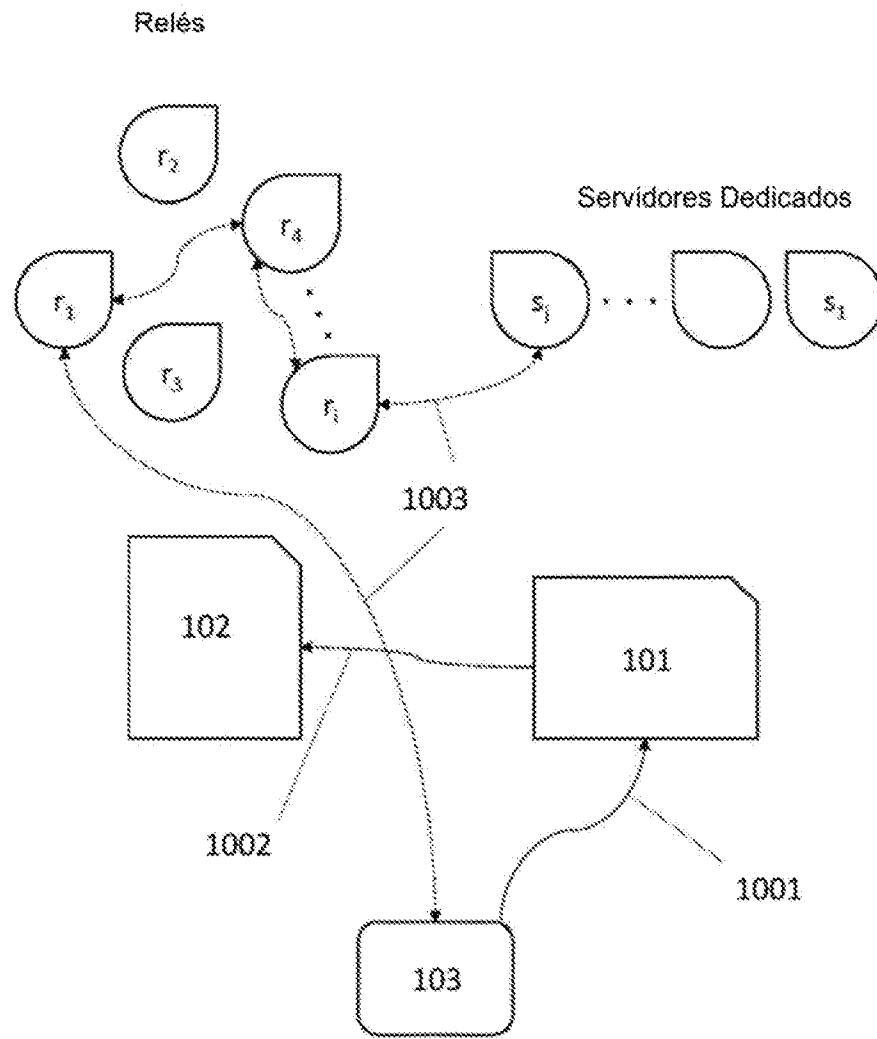 Relés
r₂
r₄
Servidores Dedicados
r₁
sⱼ
s₁
r₃
rᵢ
1003
102
101
1002
1001
103